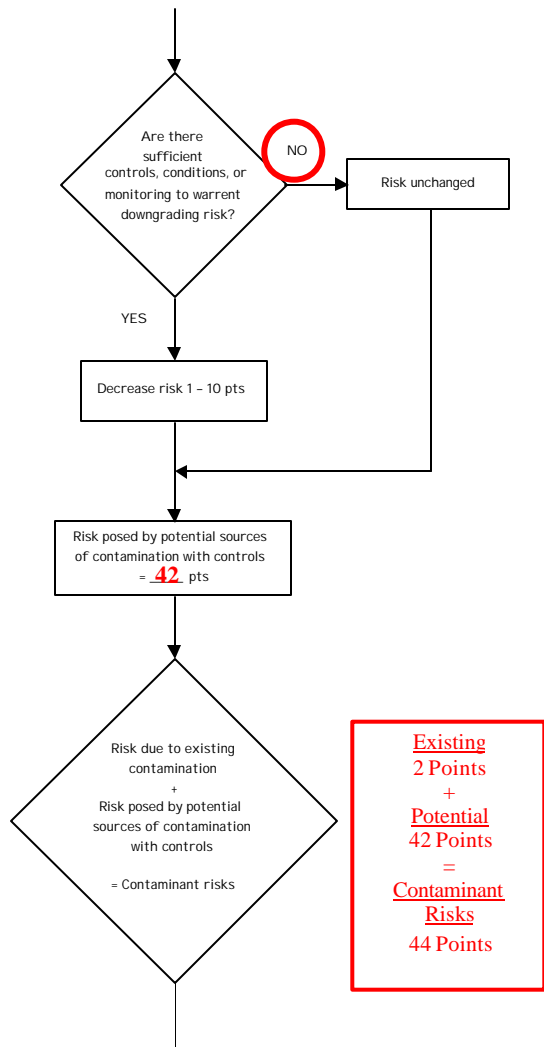 Are there
sufficient
controls, conditions, or
monitoring to warrent
downgrading risk?
NO
Risk unchanged
YES
Decrease risk 1 – 10 pts
Risk posed by potential sources
of contamination with controls
= 42 pts
Risk due to existing
contamination
+
Risk posed by potential
sources of contamination
with controls
= Contaminant risks
Existing
2 Points
+
Potential
42 Points
=
Contaminant
Risks
44 Points